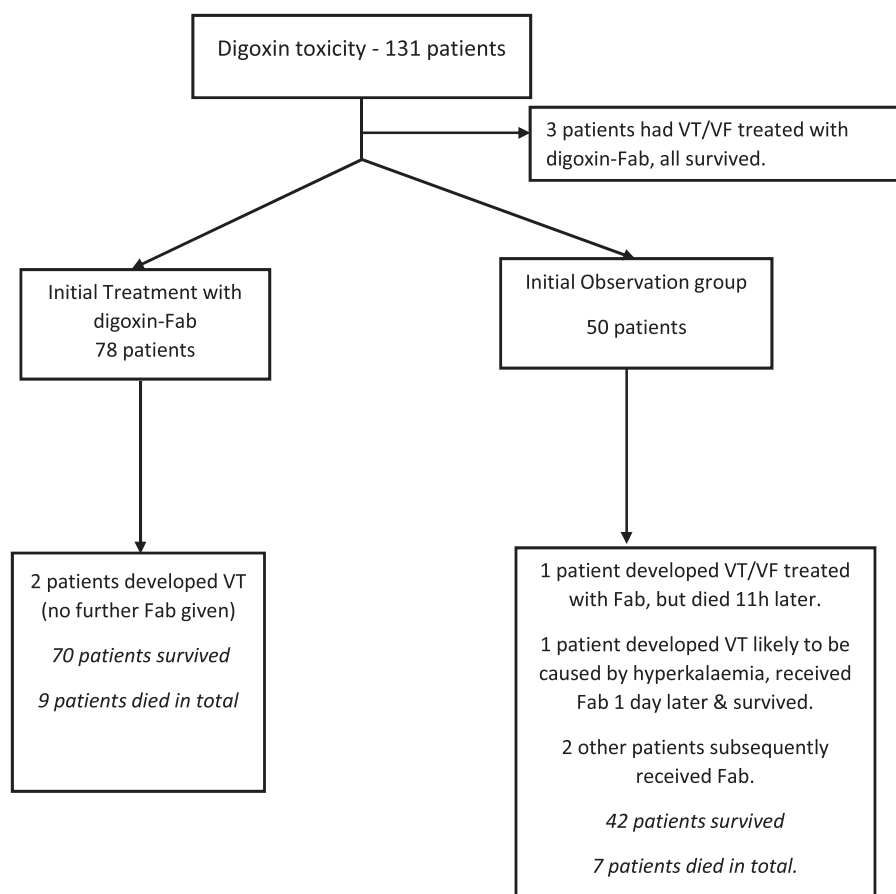 Digoxin toxicity - 131 patients
3 patients had VT/VF treated with
digoxin-Fab, all survived.
Initial Treatment with
digoxin-Fab
78 patients
Initial Observation group
50 patients
2 patients developed VT
(no further Fab given)
70 patients survived
9 patients died in total
1 patient developed VT/VF treated
with Fab, but died 11h later.
1 patient developed VT likely to be
caused by hyperkalaemia, received
Fab 1 day later & survived.
2 other patients subsequently
received Fab.
42 patients survived
7 patients died in total.